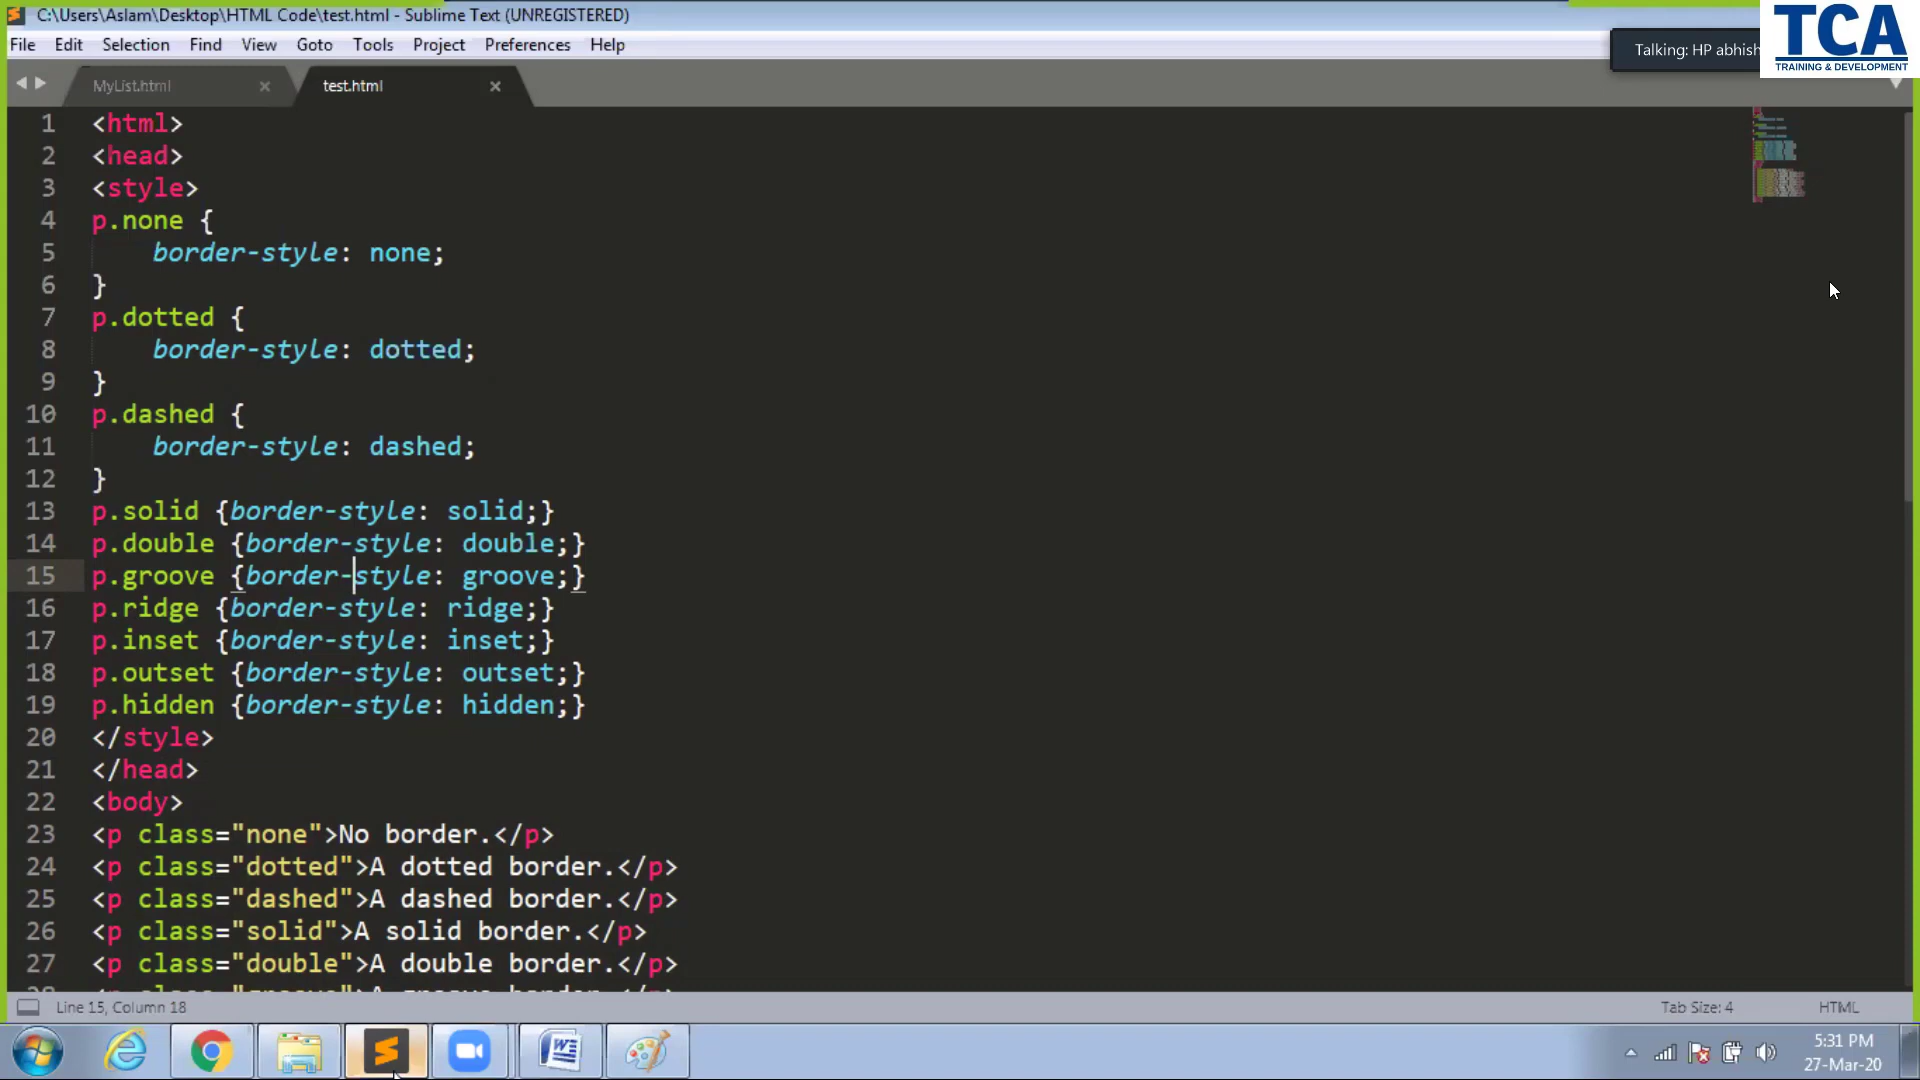 C:\Users\Aslam\Desktop\HTML Code\test.html - Sublime Text (UNREGISTERED)
File Edit Selection Find View Goto Tools Project Preferences Help
Talking: HP abhish
TCA
TRAINING & DEVELOPMENT
MyList.html
test.html
1 <html>
2 <head>
3 <style>
4 p.none {
5 border-style: none;
6 }
7 p.dotted {
8 border-style: dotted;
9 }
10 p.dashed {
11 border-style: dashed;
12 }
13 p.solid {border-style: solid;}
14 p.double {border-style: double;}
15 p.groove {border-style: groove;}
16 p.ridge {border-style: ridge;}
17 p.inset {border-style: inset;}
18 p.outset {border-style: outset;}
19 p.hidden {border-style: hidden;}
20 </style>
21 </head>
22 <body>
23 <p class="none">No border.</p>
24 <p class="dotted">A dotted border.</p>
25 <p class="dashed">A dashed border.</p>
26 <p class="solid">A solid border.</p>
27 <p class="double">A double border.</p>
Line 15, Column 18
Tab Size: 4
HTML
5:31 PM
27-Mar-20